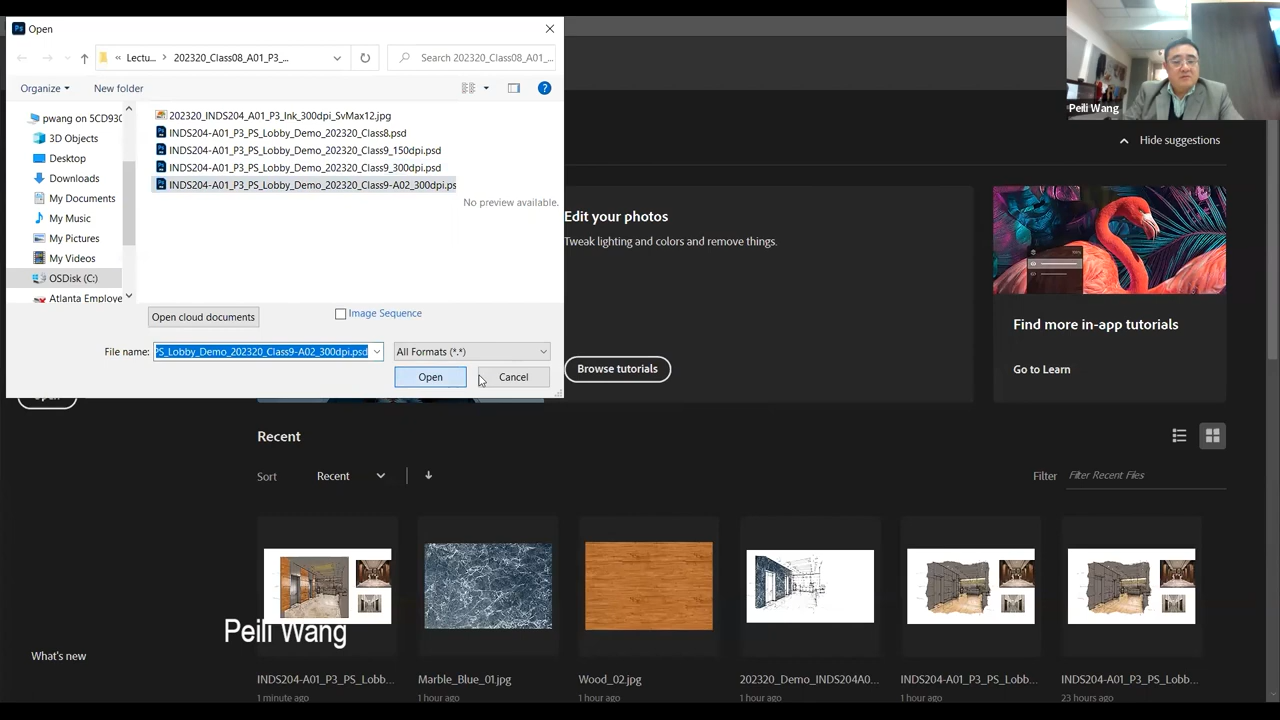 Open
Lectu...
202320_Class08_A01_P3_...
Search 202320_Class08_A01_...
Organize
New folder
pwang on 5CD930
3D Objects
Desktop
Downloads
My Documents
My Music
My Pictures
My Videos
OSDisk (C:)
Atlanta Employe
202320_INDS204_A01_P3_Ink_300dpi_SvMax12.jpg
INDS204-A01_P3_PS_Lobby_Demo_202320_Class8.psd
INDS204-A01_P3_PS_Lobby_Demo_202320_Class9_150dpi.psd
INDS204-A01_P3_PS_Lobby_Demo_202320_Class9_300dpi.psd
INDS204-A01_P3_PS_Lobby_Demo_202320_Class9-A02_300dpi.ps
No preview available.
Open cloud documents
Image Sequence
File name:
PS_Lobby_Demo_202320_Class9-A02_300dpi.psd
All Formats (*.*)
Open
Cancel
Peili Wang
Hide suggestions
Edit your photos
Tweak lighting and colors and remove things.
Browse tutorials
Find more in-app tutorials
Go to Learn
Recent
Sort
Recent
Filter
Filter Recent Files
Peili Wang
What's new
INDS204-A01_P3_PS_Lobb...
1 minute ago
Marble_Blue_01.jpg
1 hour ago
Wood_02.jpg
1 hour ago
202320_Demo_INDS204A0...
1 hour ago
INDS204-A01_P3_PS_Lobb...
1 hour ago
INDS204-A01_P3_PS_Lobb...
23 hours ago